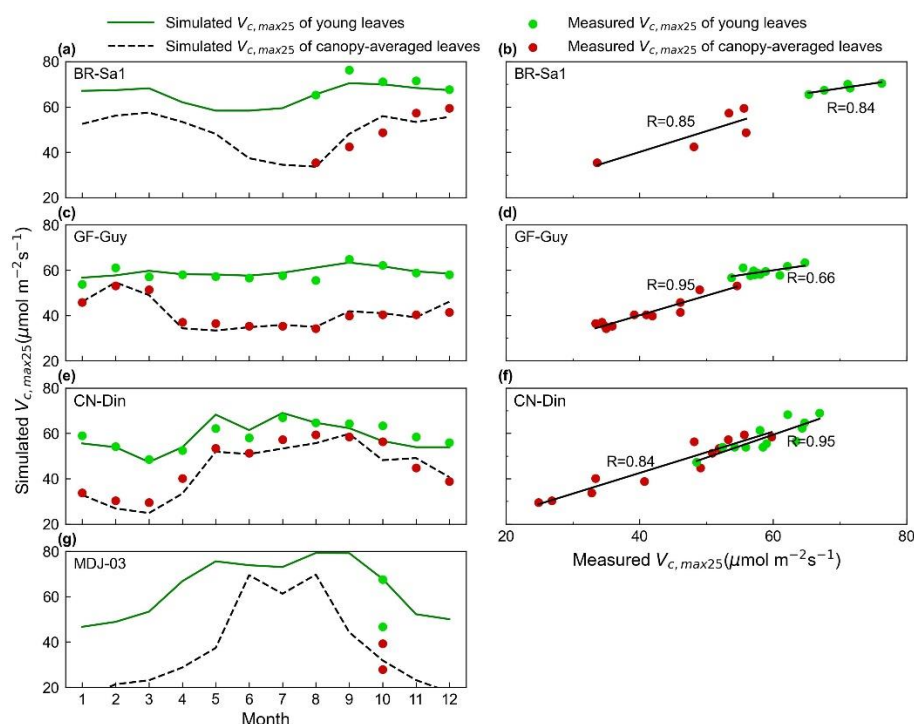 Simulated Vc,max25 of young leaves
Measured Vc,max25 of young leaves
Simulated Vc,max25 of canopy-averaged leaves
Measured Vc,max25 of canopy-averaged leaves
(a)
BR-Sa1
80
60
40
20
(b)
BR-Sa1
R=0.84
R=0.85
(c)
GF-Guy
80
60
40
20
(d)
GF-Guy
R=0.95
R=0.66
(e)
CN-Din
80
60
40
20
(f)
CN-Din
R=0.95
R=0.84
20 40 60 80
Measured Vc,max25(μmol m−2s−1)
(g)
MDJ-03
80
60
40
20
1 2 3 4 5 6 7 8 9 10 11 12
Month
Simulated Vc,max25(μmol m−2s−1)